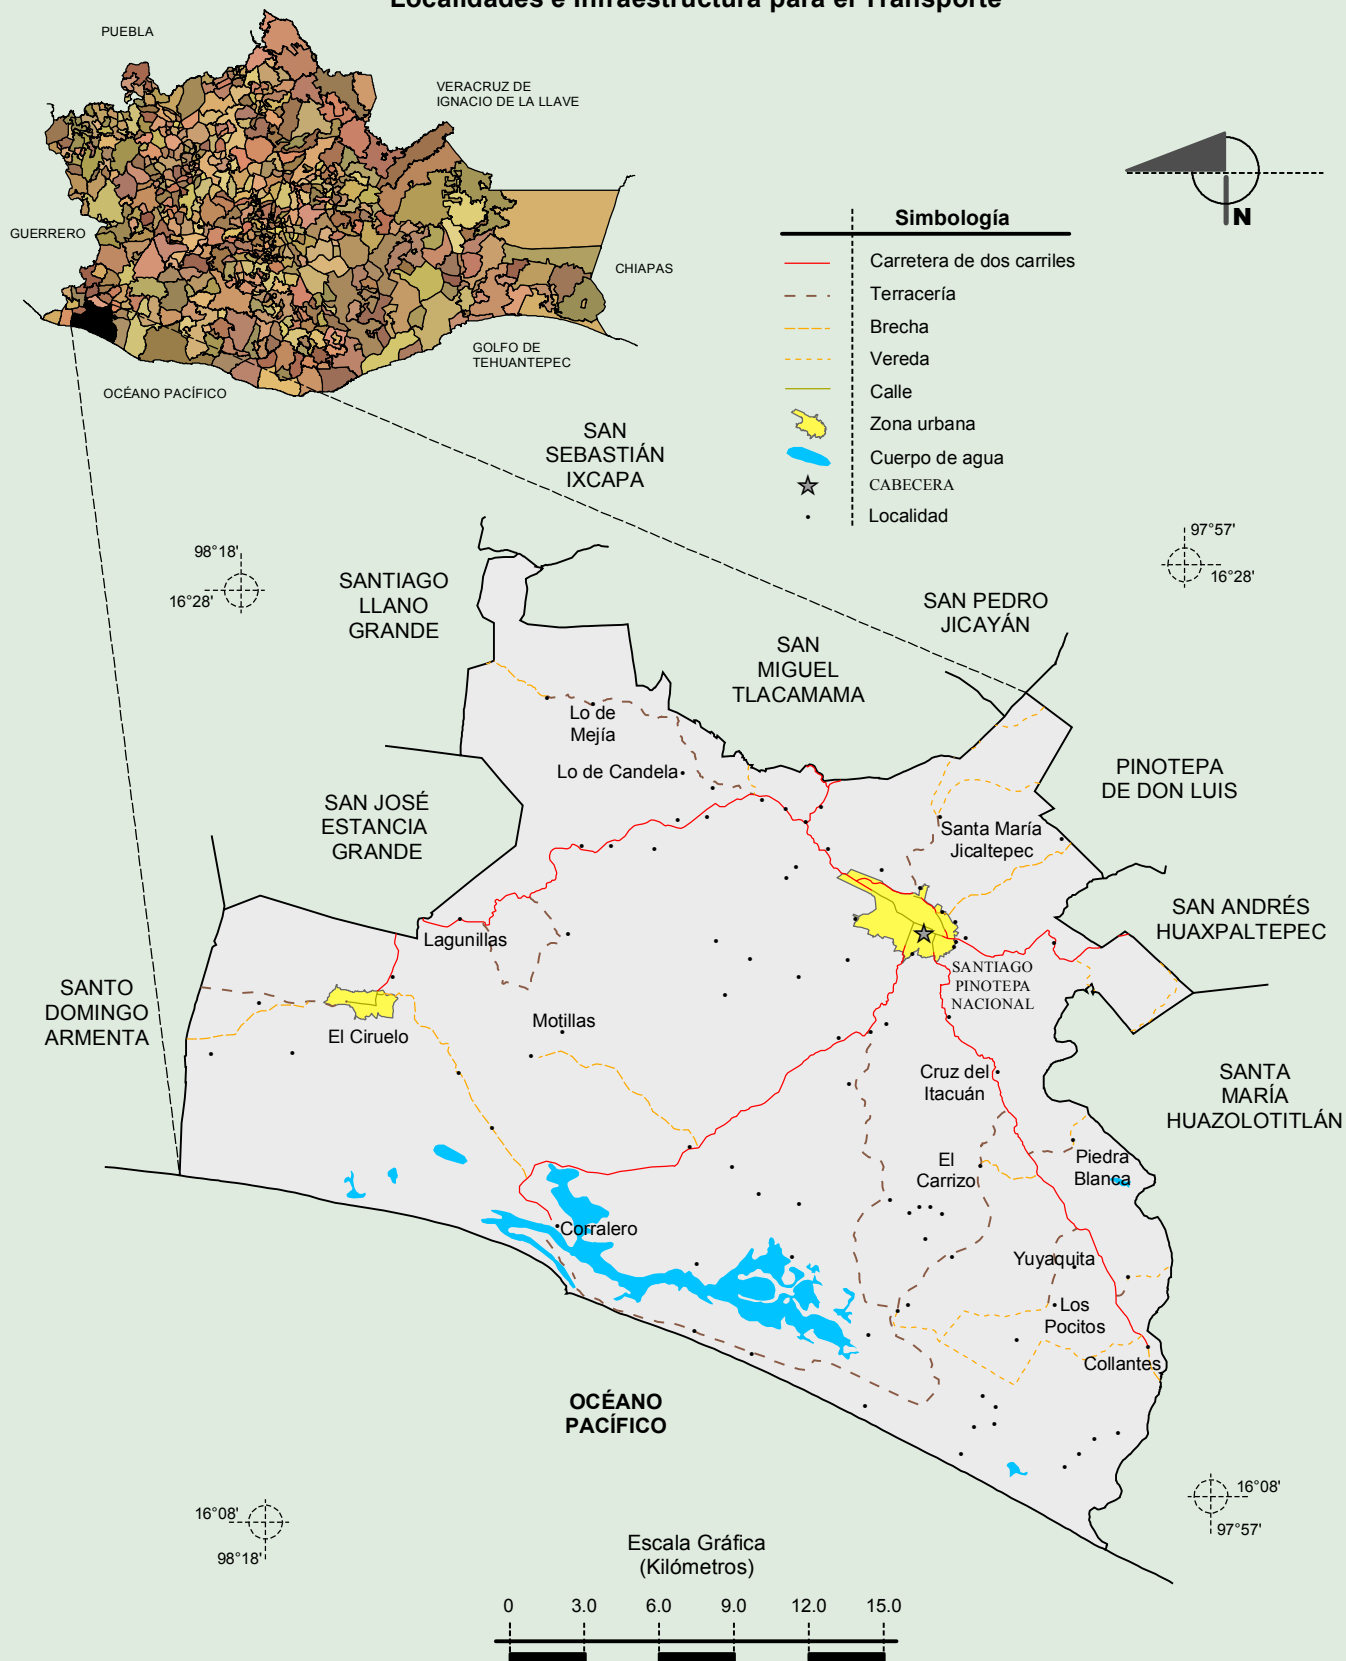 Localidades e Infraestructura para el Transporte
PUEBLA
VERACRUZ DE
IGNACIO DE LA LLAVE
GUERRERO
CHIAPAS
GOLFO DE
TEHUANTEPEC
OCÉANO PACÍFICO
N
Simbología
Carretera de dos carriles
Terracería
Brecha
Vereda
Calle
Zona urbana
Cuerpo de agua
CABECERA
Localidad
98°18'
16°28'
97°57'
16°28'
SAN
SEBASTIÁN
IXCAPA
SANTIAGO
LLANO
GRANDE
SAN PEDRO
JICAYÁN
SAN
MIGUEL
TLACAMAMA
Lo de
Mejía
Lo de Candela
PINOTEPA
DE DON LUIS
SAN JOSÉ
ESTANCIA
GRANDE
Santa María
Jicaltepec
SAN ANDRÉS
HUAXPALTEPEC
Lagunillas
SANTIAGO
PINOTEPA
NACIONAL
SANTO
DOMINGO
ARMENTA
El Ciruelo
Motillas
Cruz del
Itacuán
SANTA
MARÍA
HUAZOLOTITLÁN
El
Carrizo
Piedra
Blanca
Corralero
Yuyaquita
Los
Pocitos
Collantes
OCÉANO
PACÍFICO
16°08'
98°18'
16°08'
97°57'
Escala Gráfica
(Kilómetros)
0 3.0 6.0 9.0 12.0 15.0